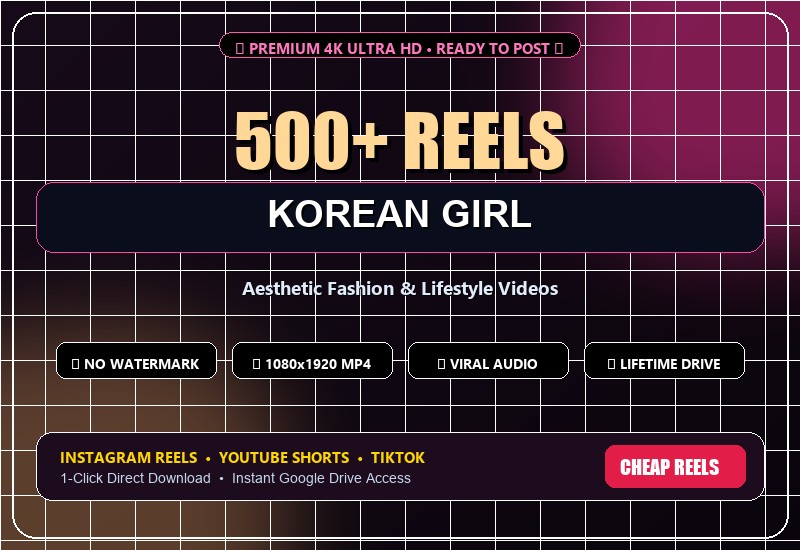 PREMIUM 4K ULTRA HD • READY TO POST
500+ REELS
KOREAN GIRL
Aesthetic Fashion & Lifestyle Videos
NO WATERMARK
1080x1920 MP4
VIRAL AUDIO
LIFETIME DRIVE
INSTAGRAM REELS • YOUTUBE SHORTS • TIKTOK
1-Click Direct Download • Instant Google Drive Access
CHEAP REELS